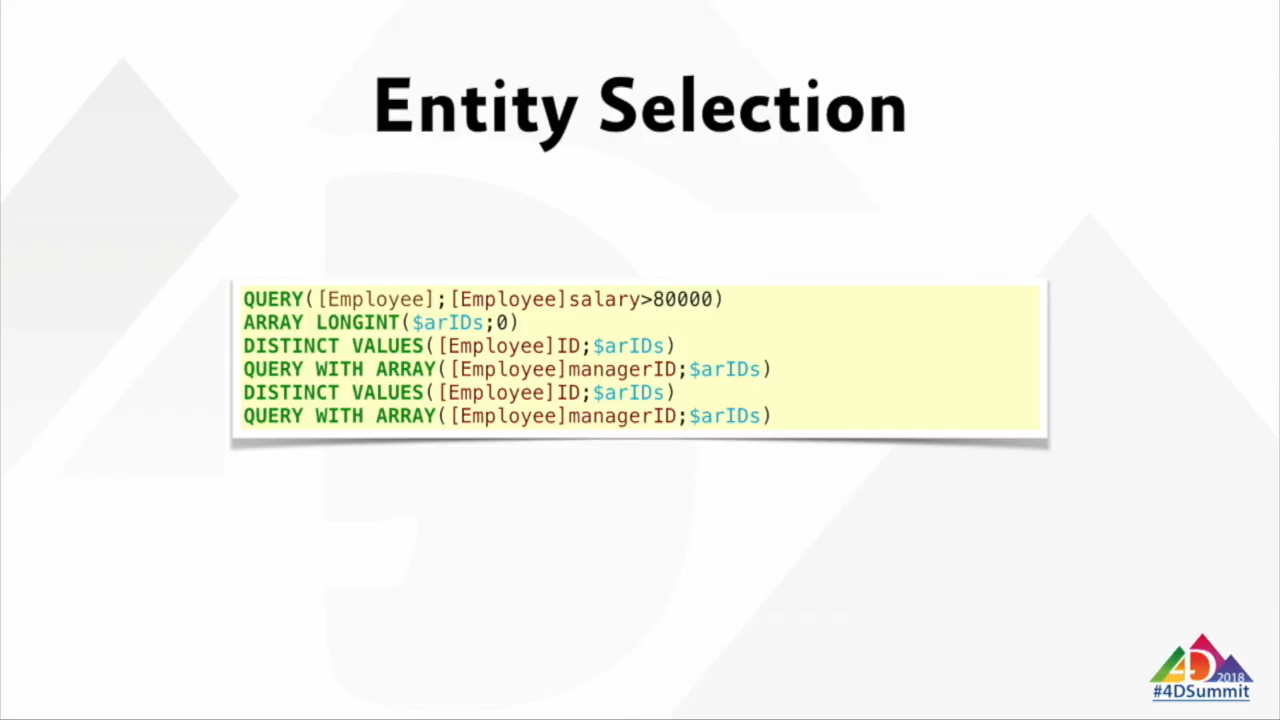 Entity Selection
QUERY([Employee];[Employee]salary>80000)
ARRAY LONGINT($arIDs;0)
DISTINCT VALUES([Employee]ID;$arIDs)
QUERY WITH ARRAY([Employee]managerID;$arIDs)
DISTINCT VALUES([Employee]ID;$arIDs)
QUERY WITH ARRAY([Employee]managerID;$arIDs)
4D 2018
#4DSummit